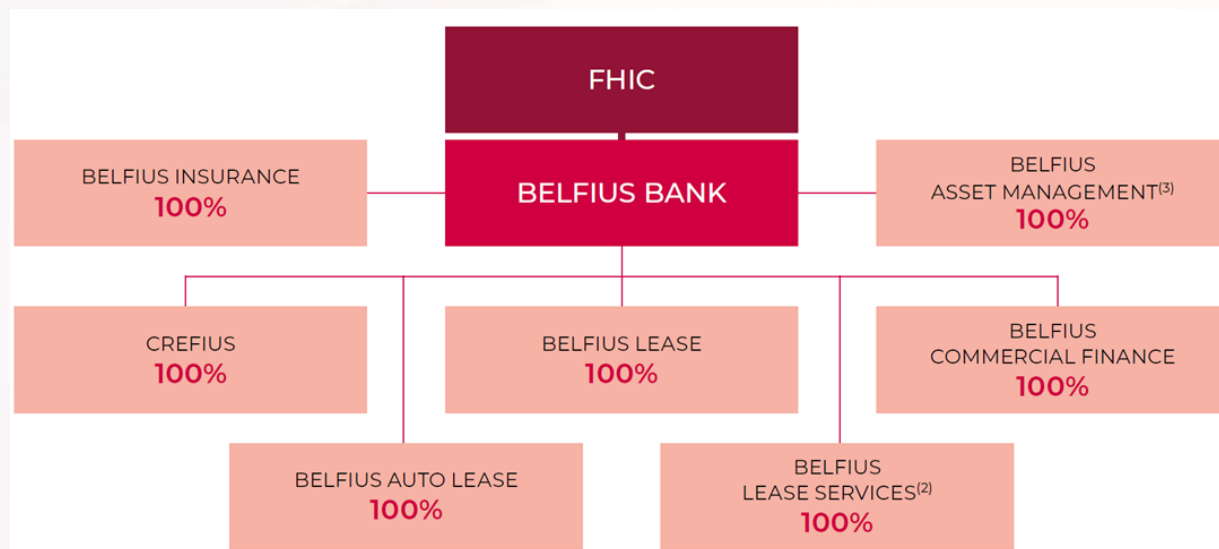 FHIC
BELFIUS INSURANCE
100%
BELFIUS BANK
BELFIUS
ASSET MANAGEMENT(3)
100%
CREFIUS
100%
BELFIUS LEASE
100%
BELFIUS
COMMERCIAL FINANCE
100%
BELFIUS AUTO LEASE
100%
BELFIUS
LEASE SERVICES(2)
100%